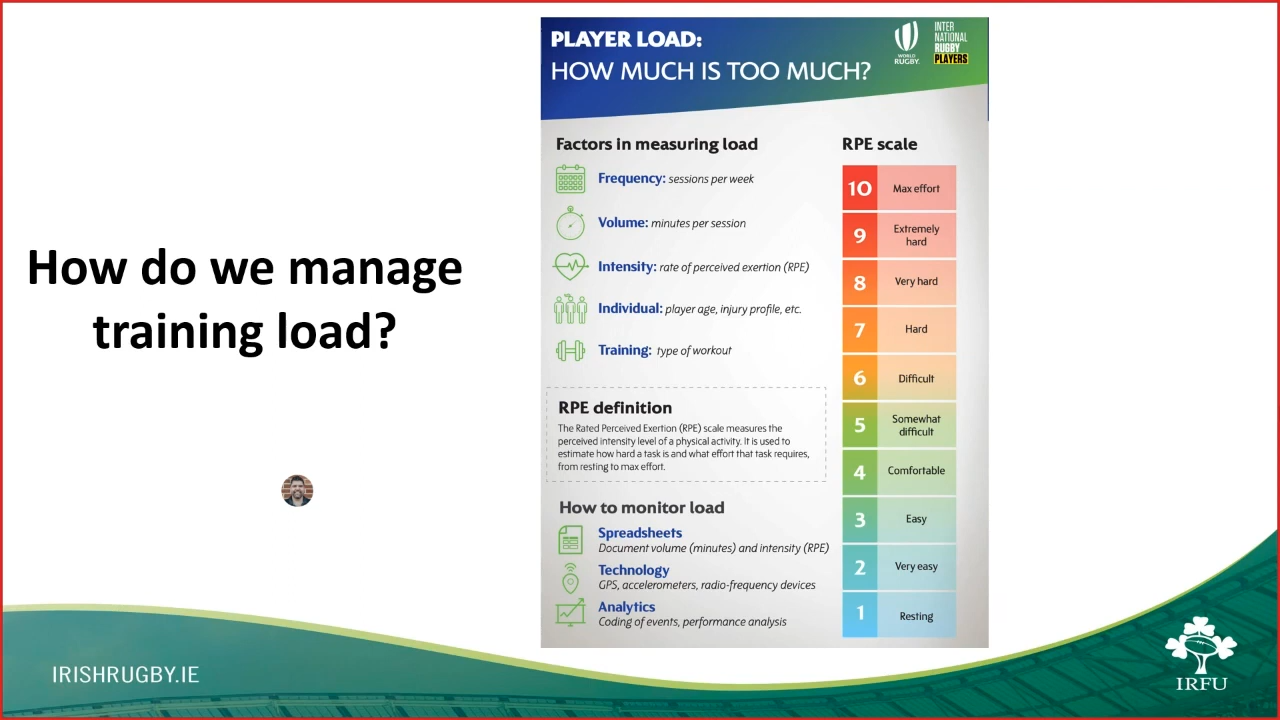 How do we manage
training load?
PLAYER LOAD:
HOW MUCH IS TOO MUCH?
WORLD
RUGBY.
INTER
NATIONAL
RUGBY
PLAYERS
Factors in measuring load
Frequency: sessions per week
Volume: minutes per session
Intensity: rate of perceived exertion (RPE)
Individual: player age, injury profile, etc.
Training: type of workout
RPE definition
The Rated Perceived Exertion (RPE) scale measures the
perceived intensity level of a physical activity. It is used to
estimate how hard a task is and what effort that task requires,
from resting to max effort.
How to monitor load
Spreadsheets
Document volume (minutes) and intensity (RPE)
Technology
GPS, accelerometers, radio-frequency devices
Analytics
Coding of events, performance analysis
RPE scale
10 Max effort
9 Extremely
hard
8 Very hard
7 Hard
6 Difficult
5 Somewhat
difficult
4 Comfortable
3 Easy
2 Very easy
1 Resting
IRISHRUGBY.IE
IRFU